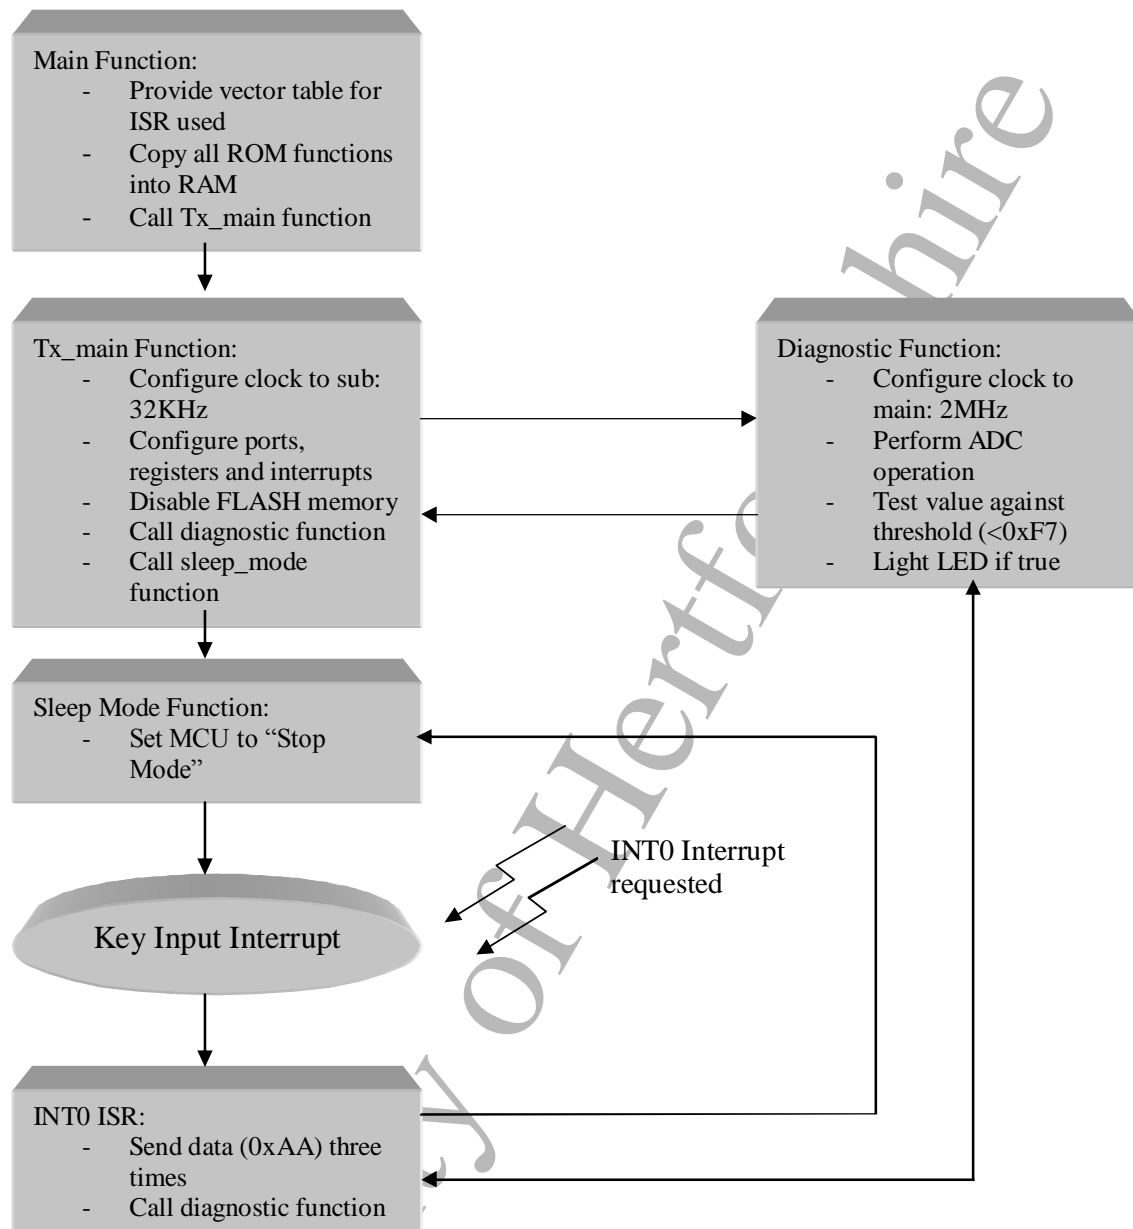 Main Function:
- Provide vector table for
ISR used
- Copy all ROM functions
into RAM
- Call Tx_main function
Tx_main Function:
- Configure clock to sub:
32KHz
- Configure ports,
registers and interrupts
- Disable FLASH memory
- Call diagnostic function
- Call sleep_mode
function
Diagnostic Function:
- Configure clock to
main: 2MHz
- Perform ADC
operation
- Test value against
threshold (<0xF7)
- Light LED if true
Sleep Mode Function:
- Set MCU to “Stop
Mode”
INT0 Interrupt
requested
Key Input Interrupt
INT0 ISR:
- Send data (0xAA) three
times
- Call diagnostic function
of